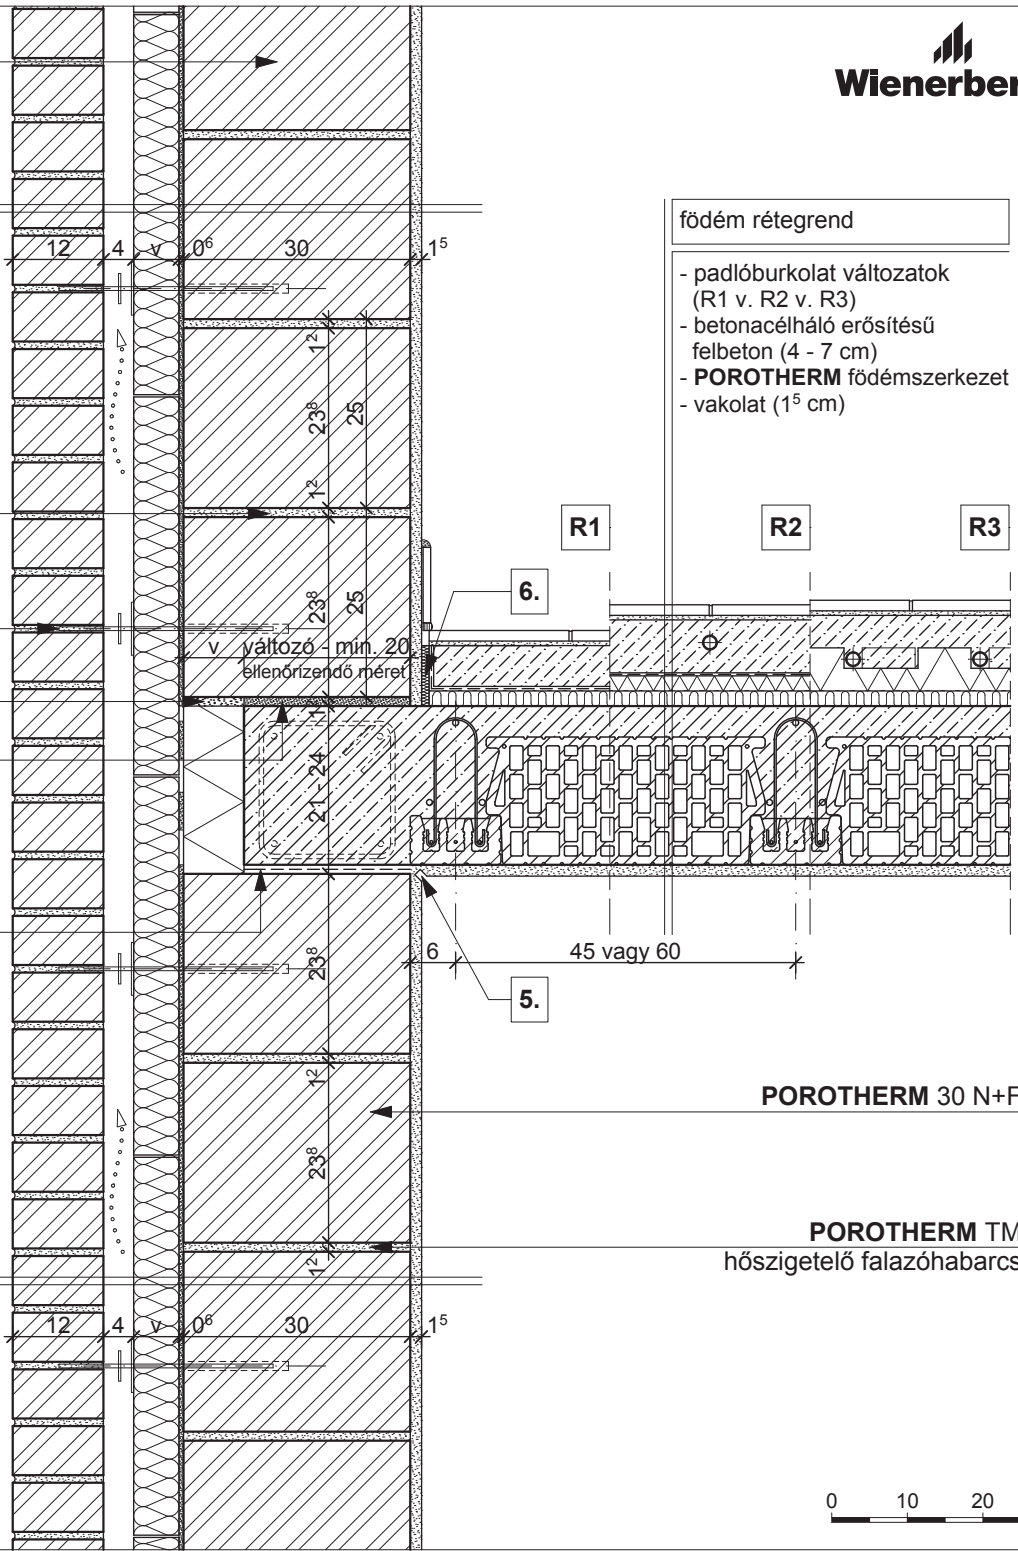 Wienerber
födém rétegrend
12 4 v 0⁶ 30 1⁵
- padlóburkolat változatok
(R1 v. R2 v. R3)
- betonacélháló erősítésű
felbeton (4 - 7 cm)
- POROTHERM födémszerkezet
- vakolat (1⁵ cm)
1²
23⁸
25
1²
R1
R2
R3
6.
23⁸
25
v változó - min. 20
ellenőrizendő méret
21 - 24
6
45 vagy 60
23⁸
5.
1²
POROTHERM 30 N+F
23⁸
POROTHERM TM
hőszigetelő falazóhabarcs
1²
12 4 v 0⁶ 30 1⁵
0 10 20